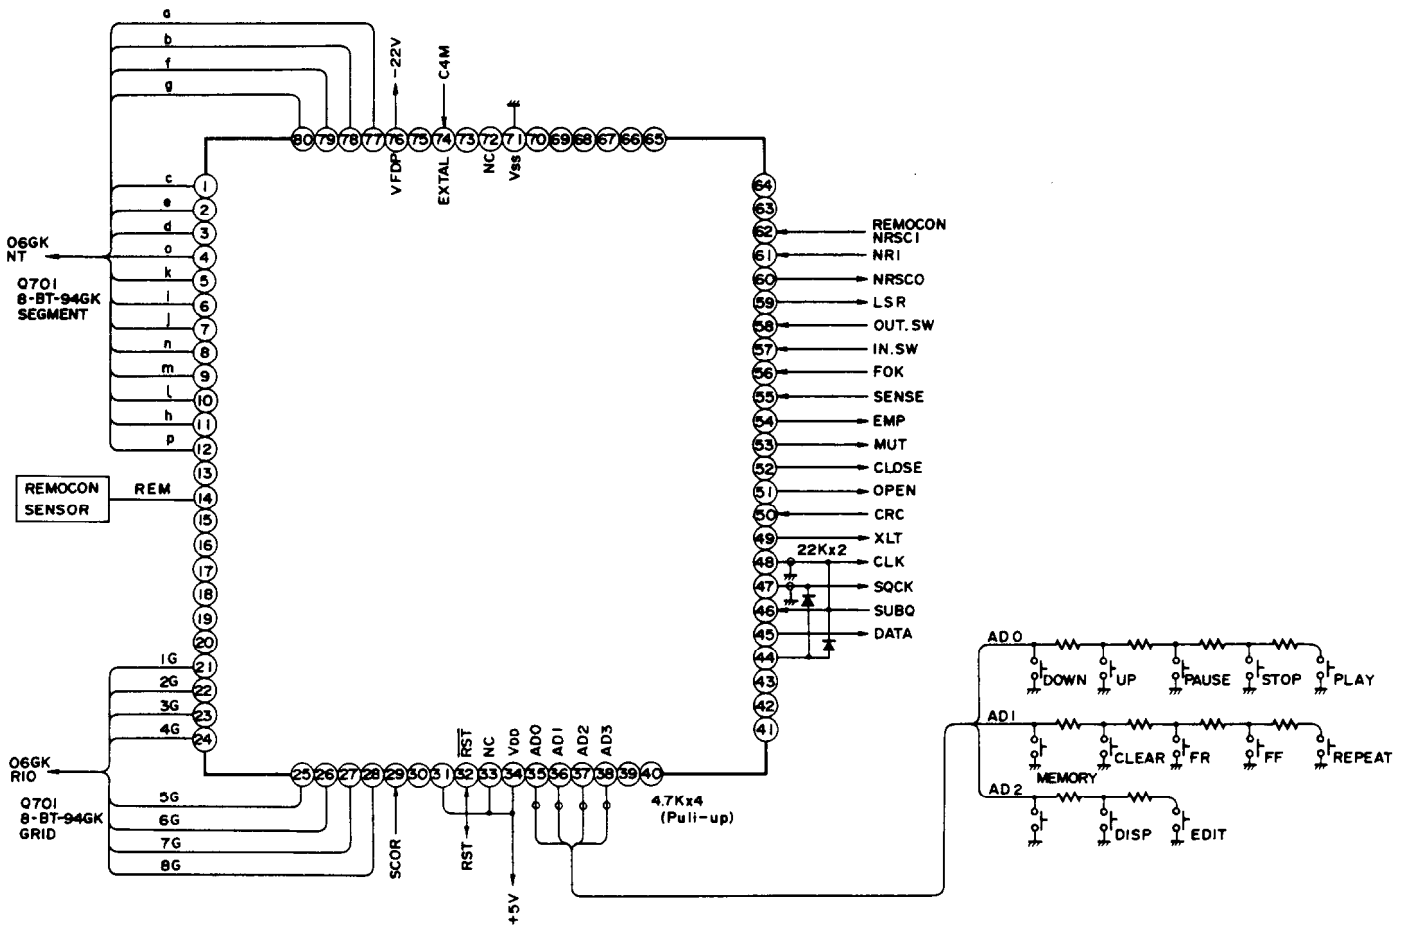 a
b
f
g
-22V
C4M
80 79 78 77 76 75 74 73 72 71 70 69 68 67 66 65
VFDP
EXTAL
NC
Vss
c 1
e 2
d 3
o 4
k 5
i 6
j 7
n 8
m 9
l 10
h 11
p 12
13
REM 14
15
16
17
18
19
20
1G 21
2G 22
3G 23
4G 24
O6GK
NT
Q701
8-BT-94GK
SEGMENT
REMOCON
SENSOR
O6GK
RIO
Q701
8-BT-94GK
GRID
64
63
62 REMOCON
NRSCI
61 NRI
60 NRSCO
59 LSR
58 OUT.SW
57 IN.SW
56 FOK
55 SENSE
54 EMP
53 MUT
52 CLOSE
51 OPEN
50 CRC
49 XLT
22Kx2
48 CLK
47 SQCK
46 SUBQ
45 DATA
44
43
42
41
RST
NC
VDD
AD0
AD1
AD2
AD3
25 26 27 28 29 30 31 32 33 34 35 36 37 38 39 40
5G
6G
7G
8G
SCOR
RST
+5V
4.7Kx4
(Pull-up)
AD0
DOWN UP PAUSE STOP PLAY
AD1
MEMORY CLEAR FR FF REPEAT
AD2
DISP EDIT